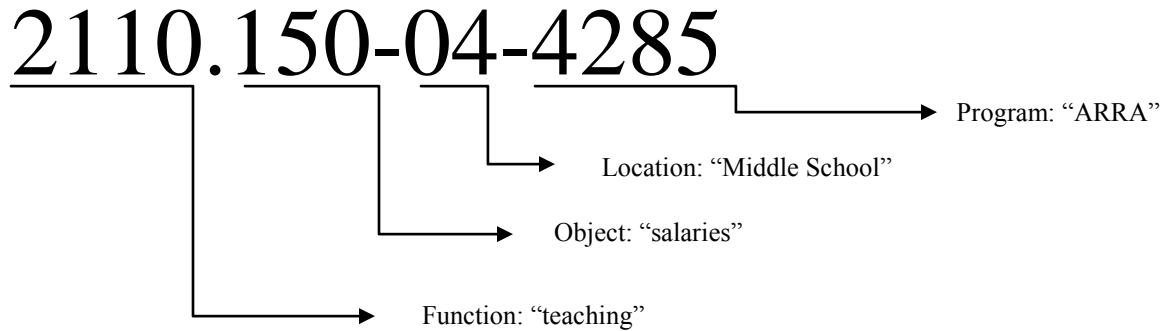 2110.150-04-4285
Program: “ARRA”
Location: “Middle School”
Object: “salaries”
Function: “teaching”